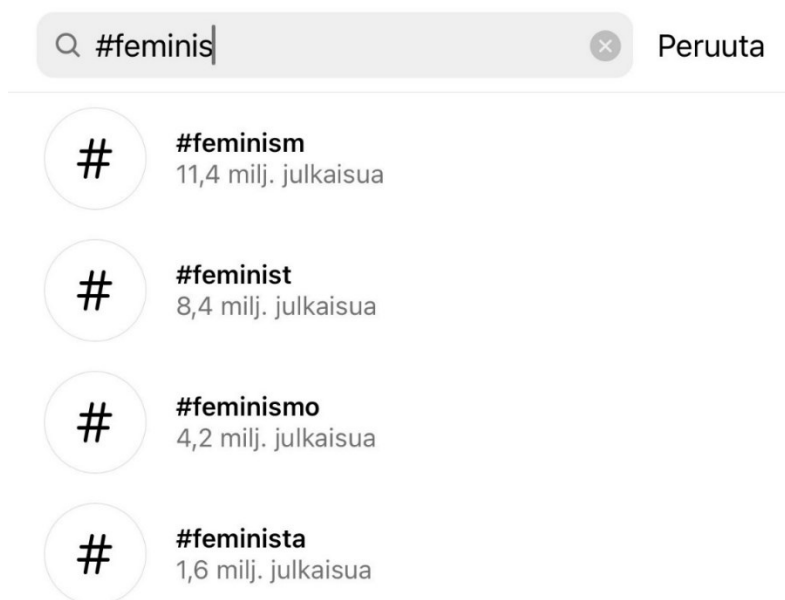 #feminis
Peruuta
#
#feminism
11,4 milj. julkaisua
#
#feminist
8,4 milj. julkaisua
#
#feminismo
4,2 milj. julkaisua
#
#feminista
1,6 milj. julkaisua